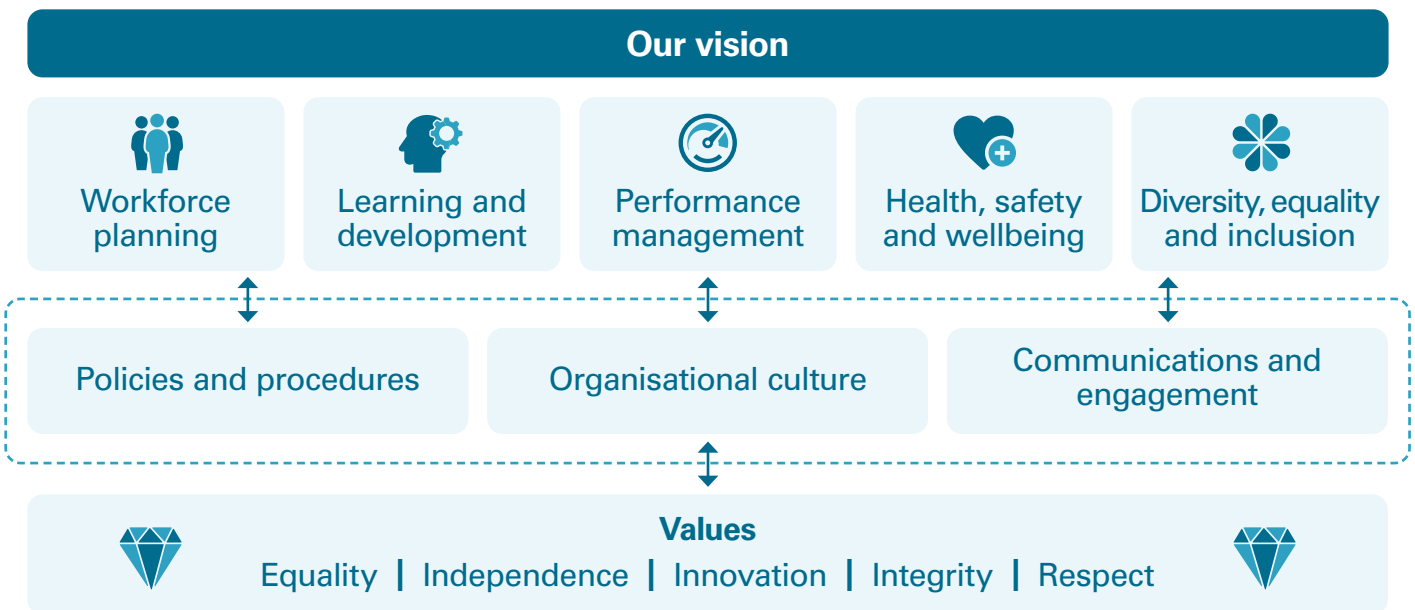 Our vision
Workforce
planning
Learning and
development
Performance
management
Health, safety
and wellbeing
Diversity, equality
and inclusion
Policies and procedures
Organisational culture
Communications and
engagement
Values
Equality | Independence | Innovation | Integrity | Respect